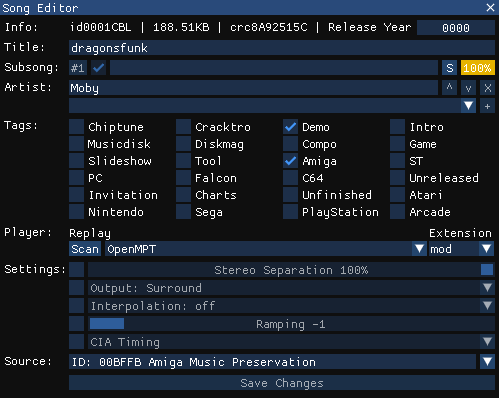 Song Editor
Info: id0001CBL | 188.51KB | crc8A92515C | Release Year 0000
Title: dragonsfunk
Subsong: #1 S 100%
Artist: Moby ^ v X
+
Tags: Chiptune Cracktro Demo Intro
Musicdisk Diskmag Compo Game
Slideshow Tool Amiga ST
PC Falcon C64 Unreleased
Invitation Charts Unfinished Atari
Nintendo Sega PlayStation Arcade
Player: Replay Extension
Scan OpenMPT mod
Settings: Stereo Separation 100%
Output: Surround
Interpolation: off
Ramping -1
CIA Timing
Source: ID: 00BFFB Amiga Music Preservation
Save Changes